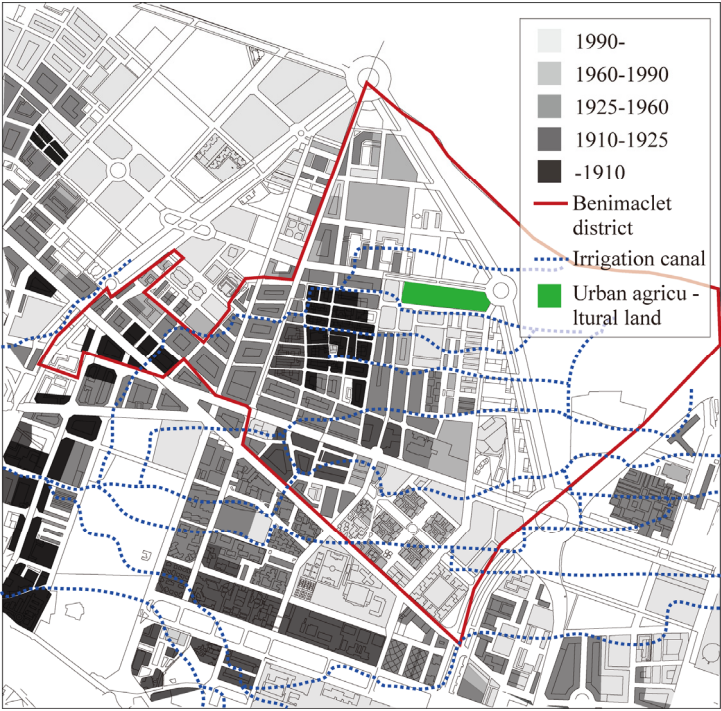 1990-
1960-1990
1925-1960
1910-1925
-1910
Benimaclet
district
Irrigation canal
Urban agricu -
ltural land